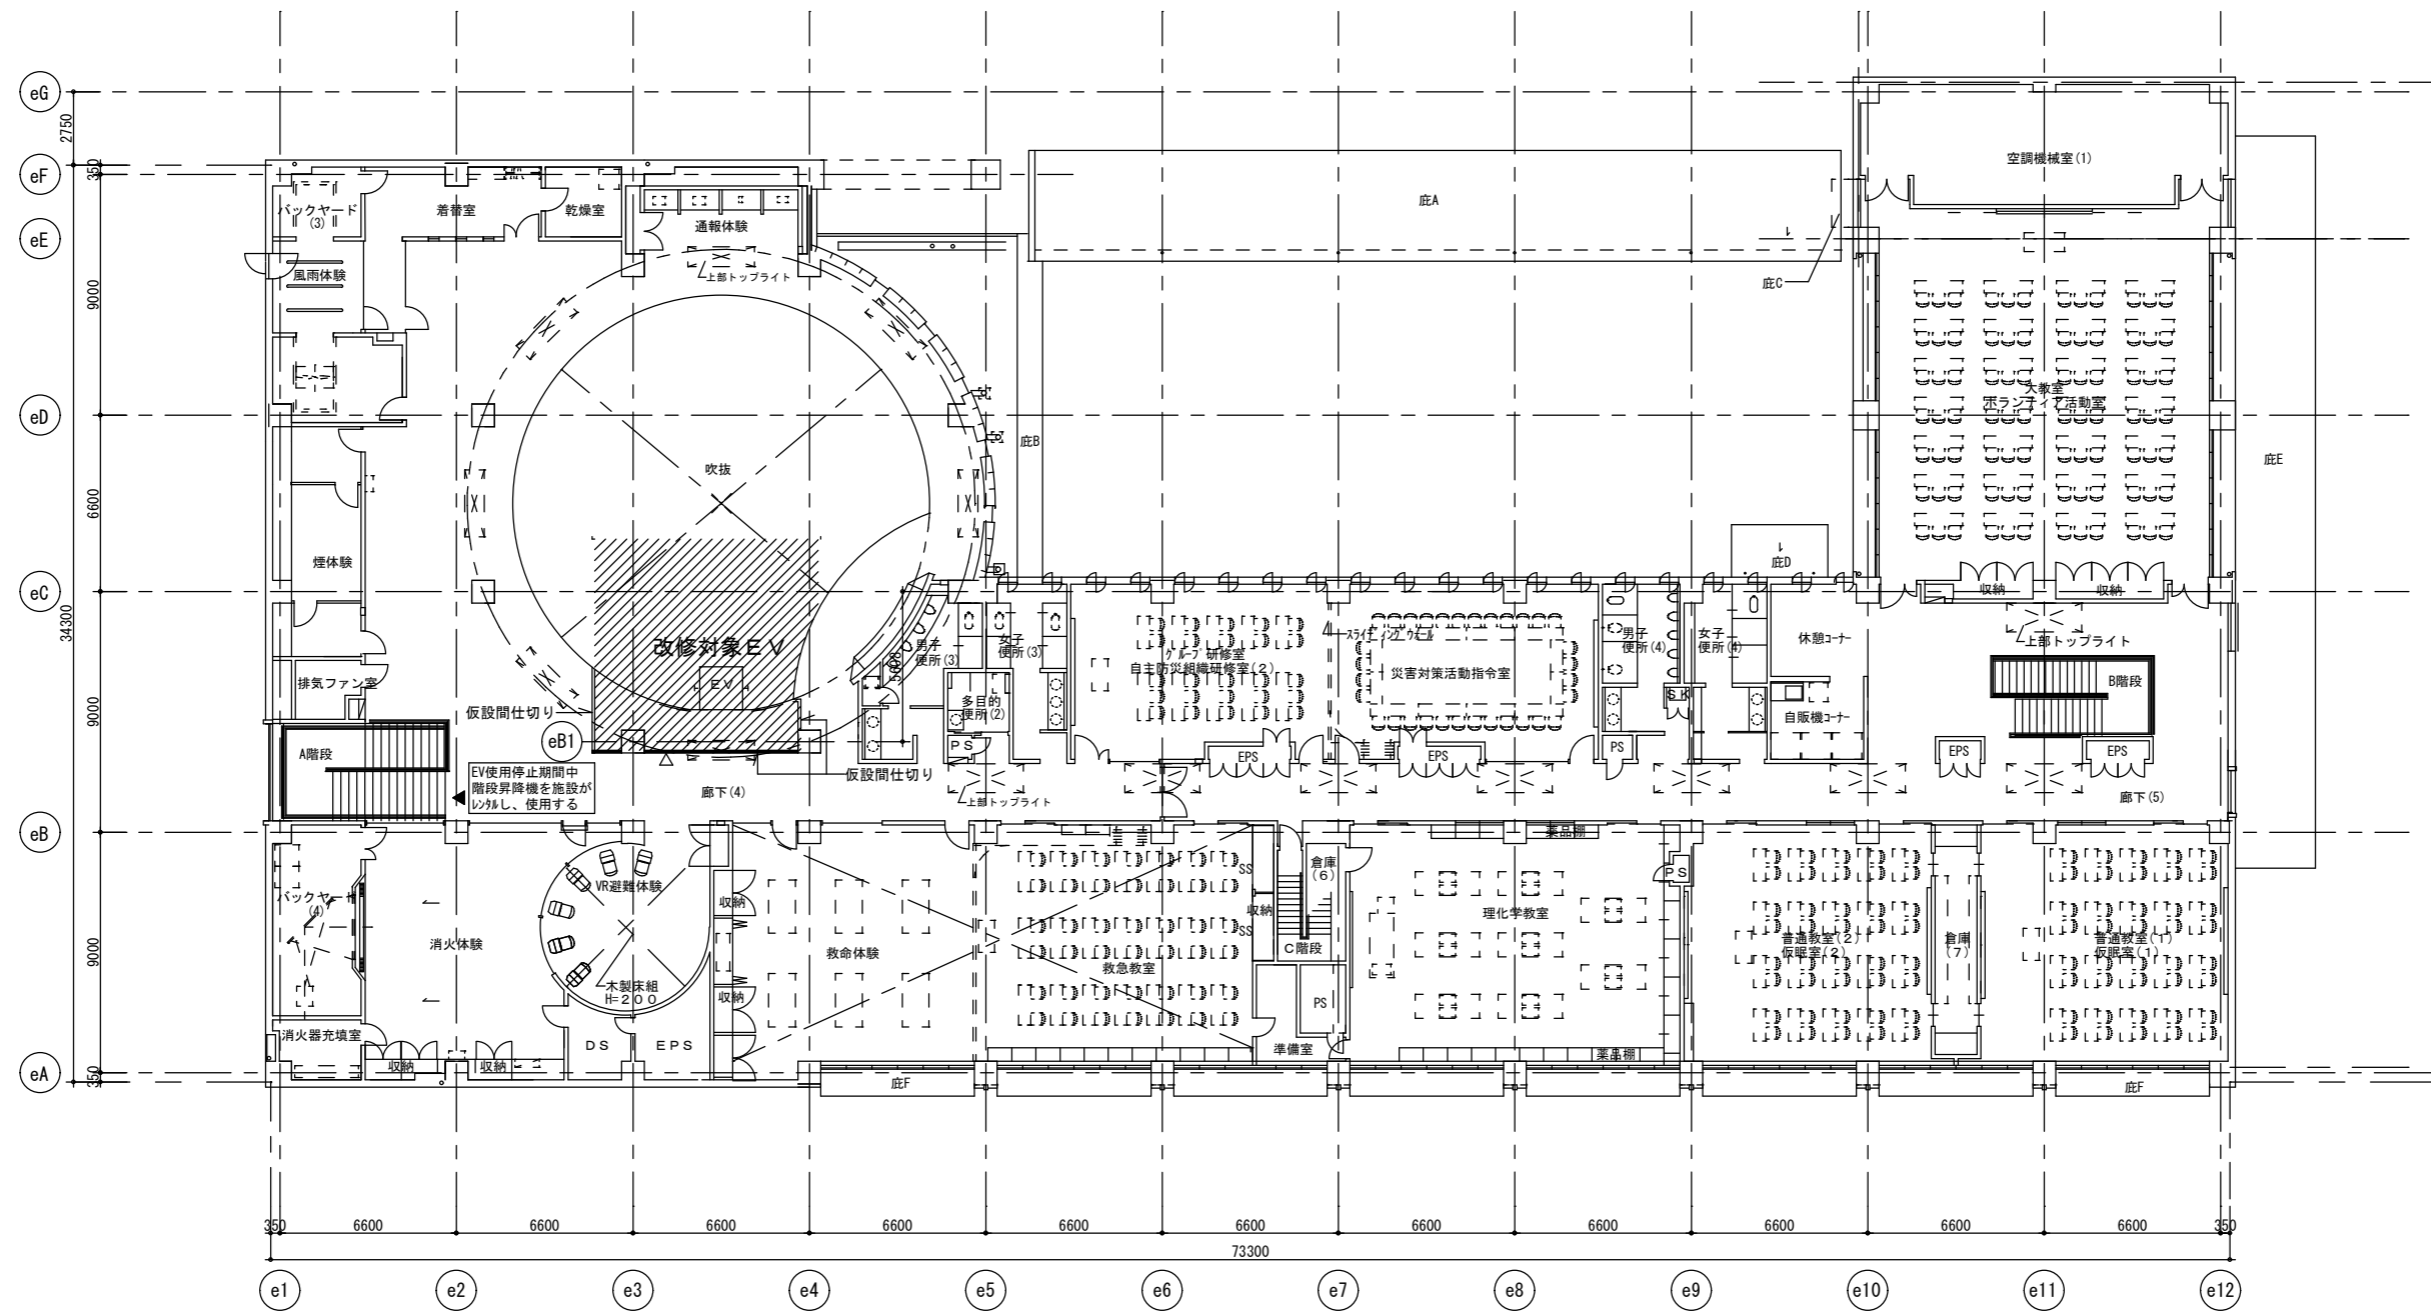 eG
2750
eF
350
空調機械室(1)
バックヤード
(3)
着替室
乾燥室
通報体験
庇A
eE
上部トップライト
風雨体験
庇C
9000
大教室
ボランティア活動室
eD
庇B
吹抜
庇E
6600
煙体験
庇D
eC
収納
収納
34300
改修対象EV
EV
男子
便所(3)
女子
便所(3)
5608
スライディングウォール
グループ研修室
自主防災組織研修室(2)
災害対策活動指令室
男子
便所(4)
女子
便所(4)
休憩コーナー
上部トップライト
排気ファン室
多目的
便所(2)
SK
B階段
仮設間仕切り
自販機コーナー
9000
eB1
PS
EPS
EPS
PS
EPS
EPS
A階段
EV使用停止期間中
階段昇降機を施設が
レンタルし、使用する
仮設間仕切り
廊下(4)
上部トップライト
廊下(5)
eB
薬品棚
VR避難体験
SS
倉庫
(6)
PS
バックヤード
(4)
収納
収納
理化学教室
消火体験
救命体験
SS
C階段
普通教室(2)
仮眠室(2)
倉庫
(7)
普通教室(1)
仮眠室(1)
9000
救急教室
木製床組
H=200
収納
PS
消火器充填室
DS
EPS
準備室
薬品棚
収納
収納
eA
350
庇F
庇F
350
6600
6600
6600
6600
6600
6600
6600
6600
6600
6600
6600
350
73300
e1
e2
e3
e4
e5
e6
e7
e8
e9
e10
e11
e12